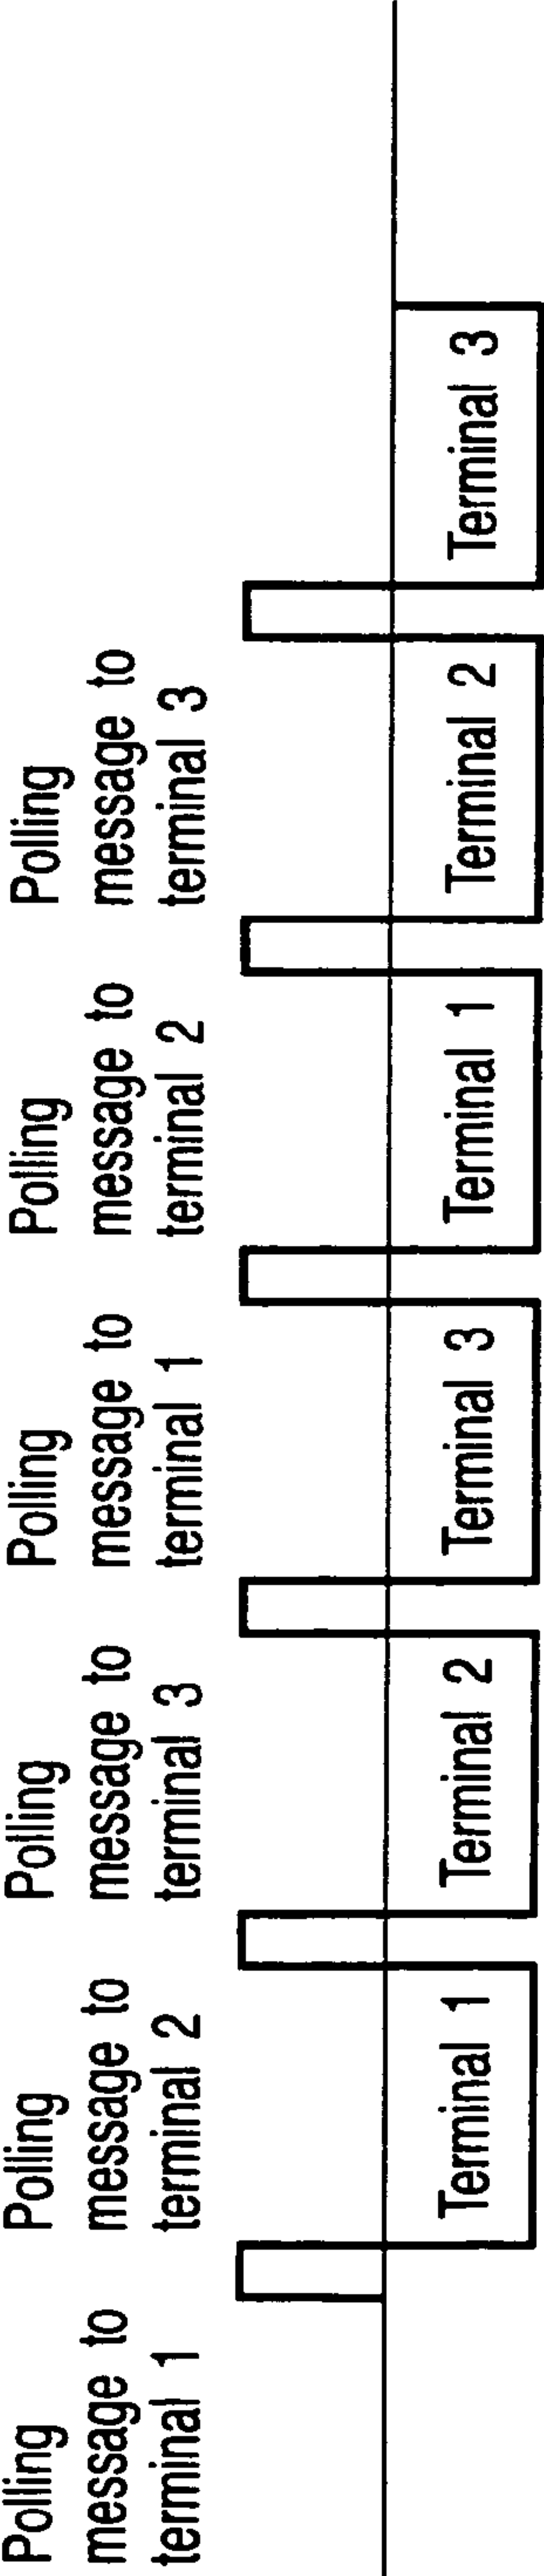 Polling
message to
terminal 1
Polling
message to
terminal 2
Polling
message to
terminal 3
Polling
message to
terminal 1
Polling
message to
terminal 2
Polling
message to
terminal 3
Terminal 1
Terminal 2
Terminal 3
Terminal 1
Terminal 2
Terminal 3